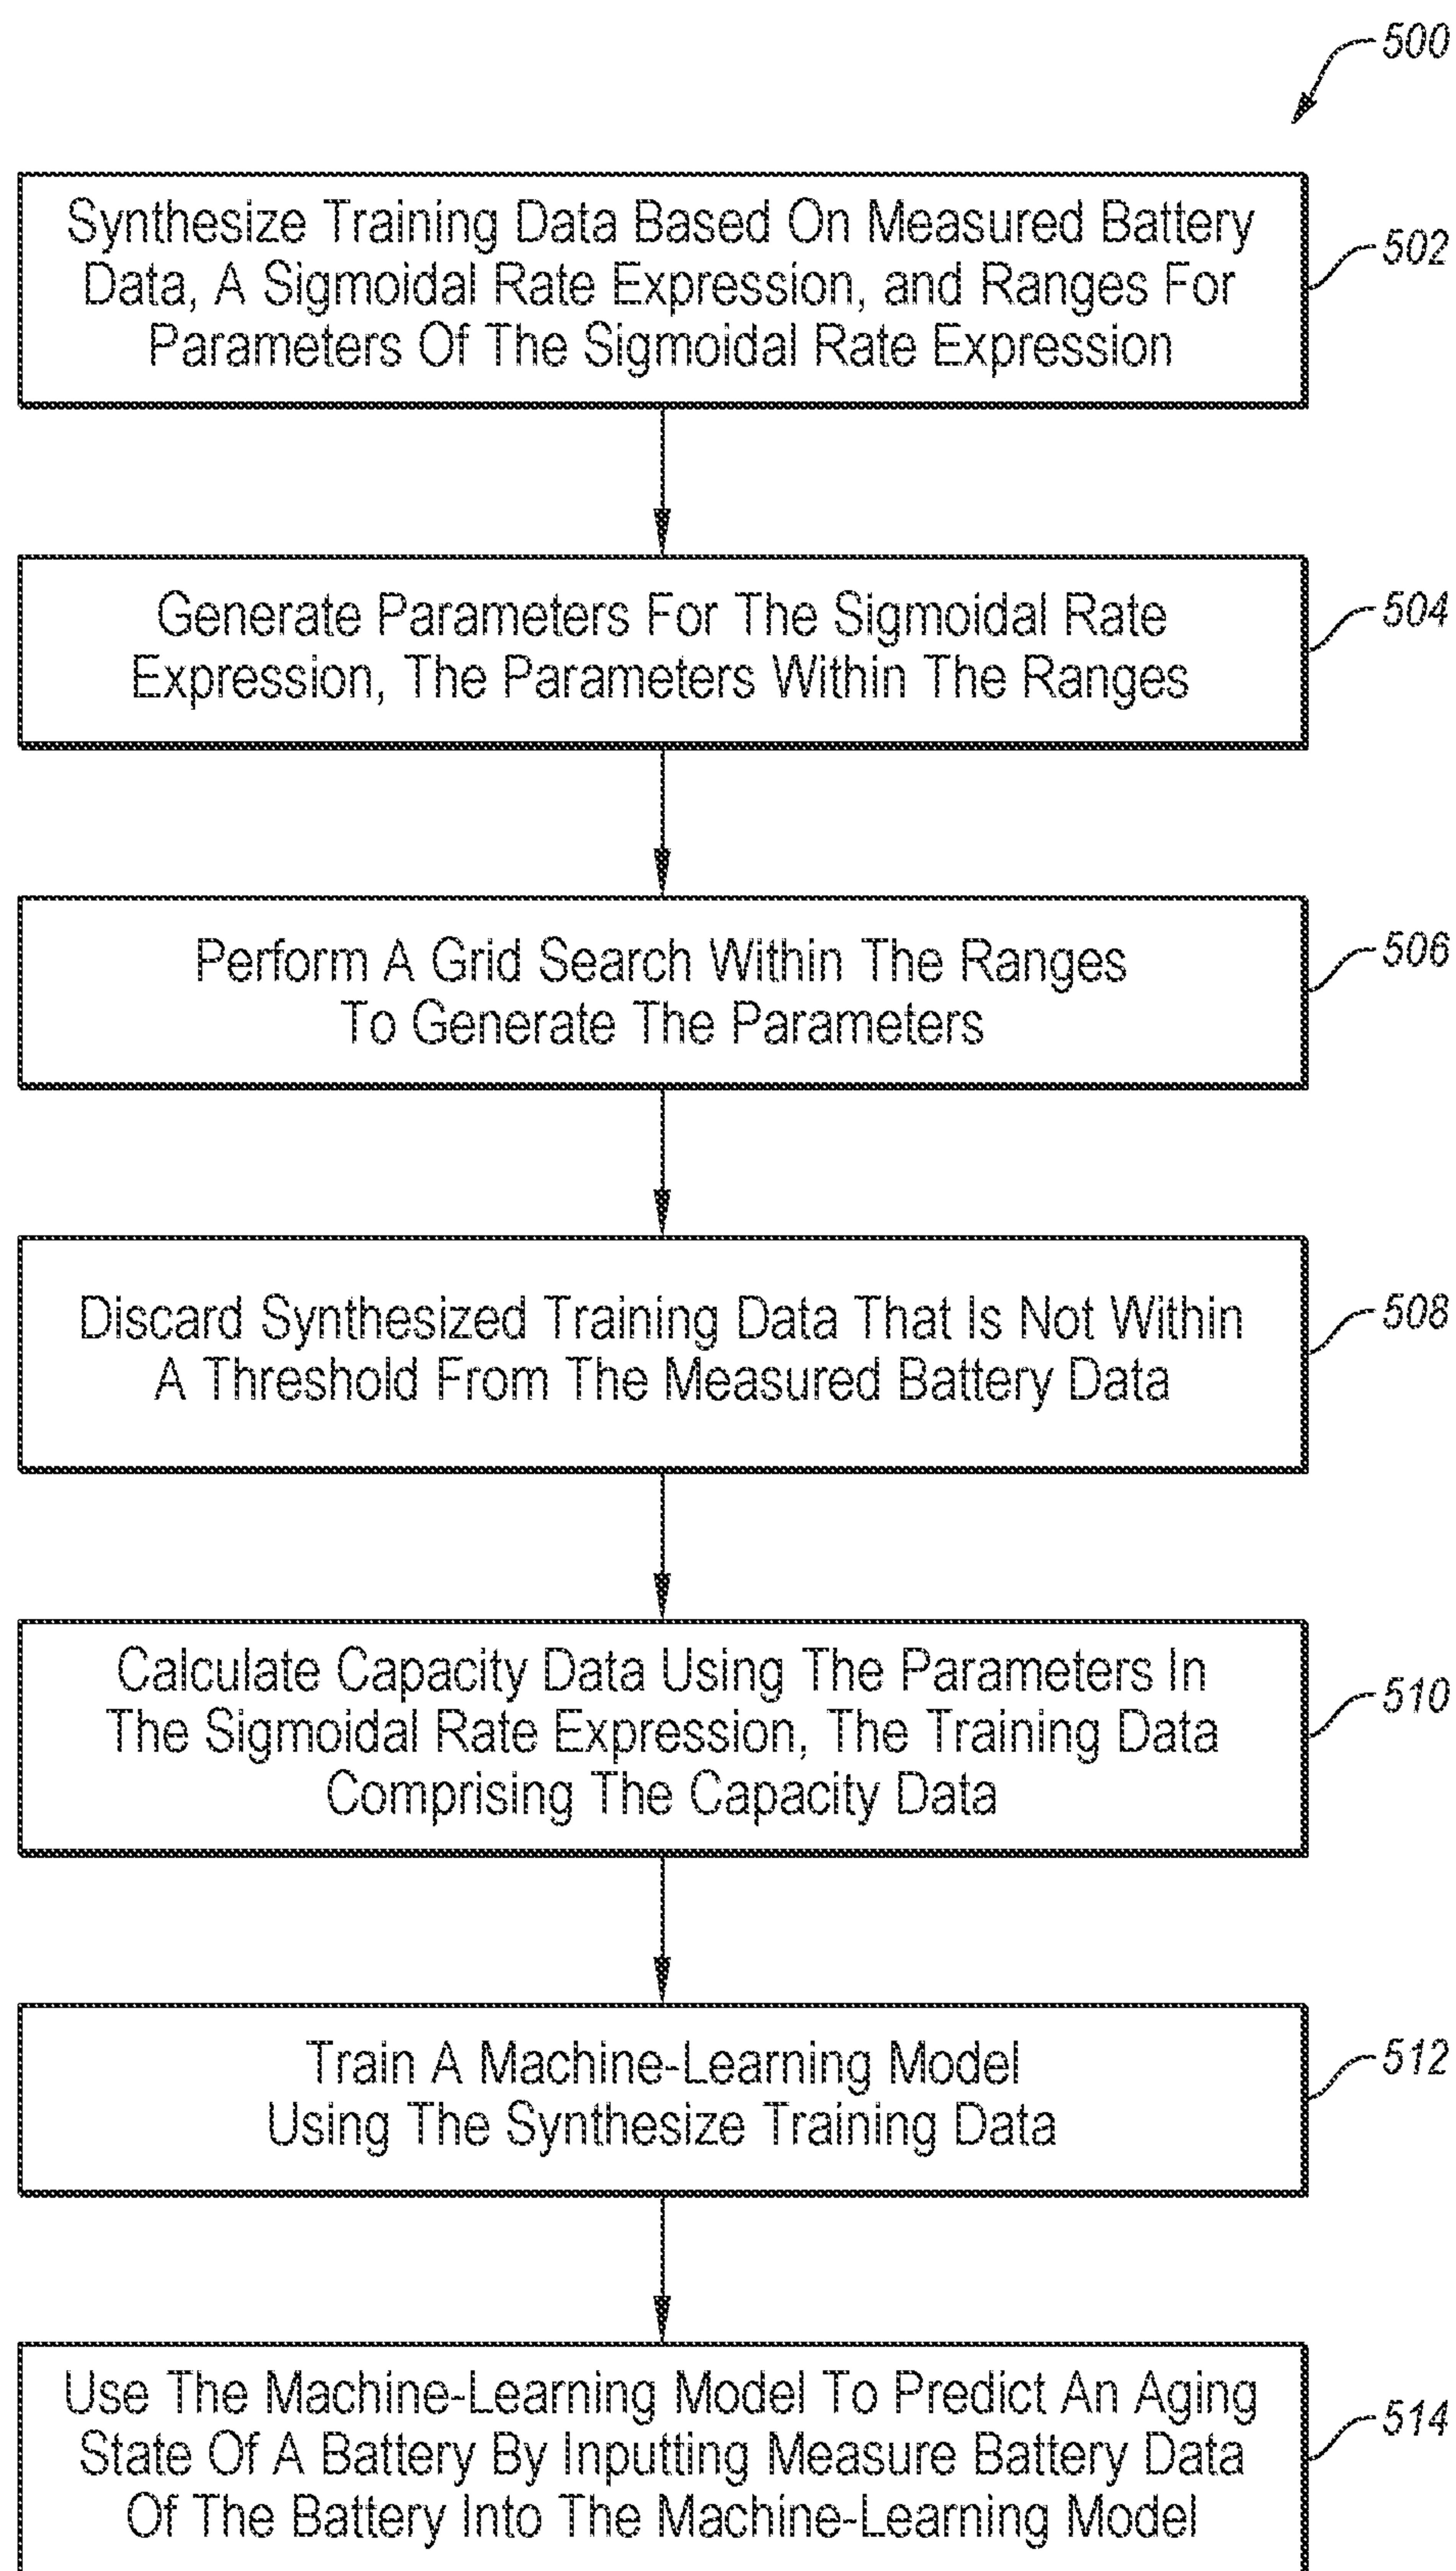 500
Synthesize Training Data Based On Measured Battery
Data, A Sigmoidal Rate Expression, and Ranges For
Parameters Of The Sigmoidal Rate Expression
502
Generate Parameters For The Sigmoidal Rate
Expression, The Parameters Within The Ranges
504
Perform A Grid Search Within The Ranges
To Generate The Parameters
506
Discard Synthesized Training Data That Is Not Within
A Threshold From The Measured Battery Data
508
Calculate Capacity Data Using The Parameters In
The Sigmoidal Rate Expression, The Training Data
Comprising The Capacity Data
510
Train A Machine-Learning Model
Using The Synthesize Training Data
512
Use The Machine-Learning Model To Predict An Aging
State Of A Battery By Inputting Measure Battery Data
Of The Battery Into The Machine-Learning Model
514